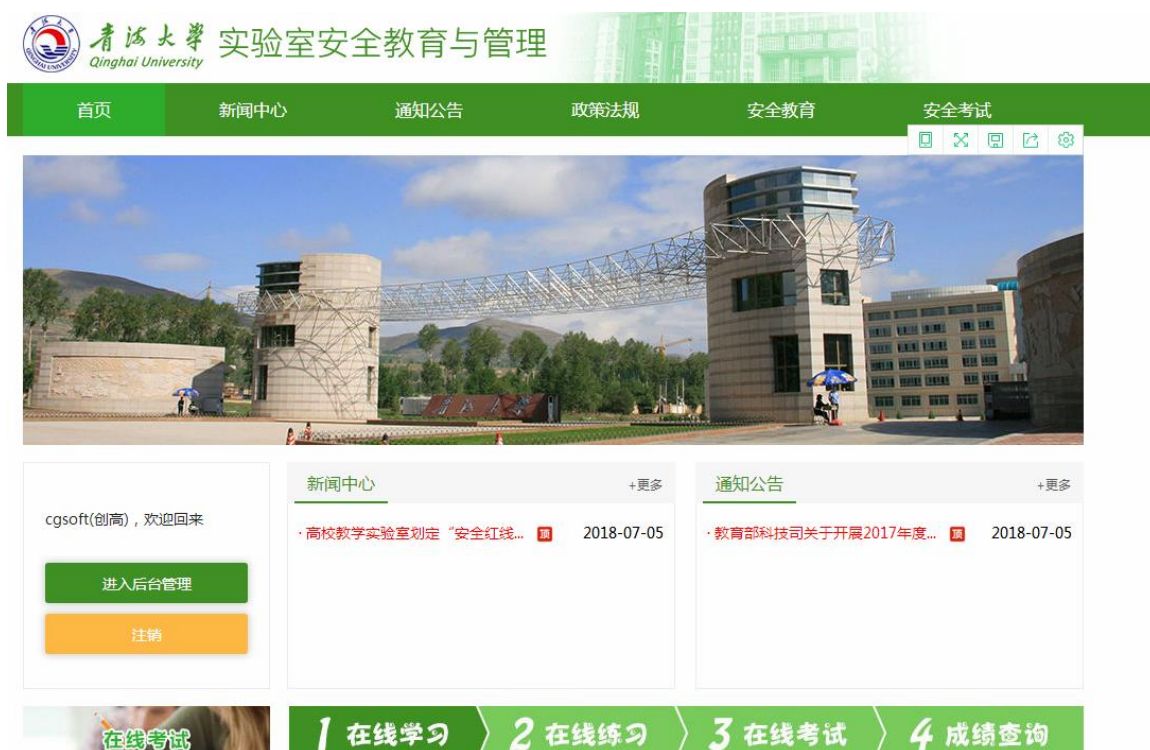 青海大学
Qinghai University
实验室安全教育与管理
首页 新闻中心 通知公告 政策法规 安全教育 安全考试
新闻中心 +更多
通知公告 +更多
cgsoft(创高)，欢迎回来
·高校教学实验室划定“安全红线... 顶 2018-07-05
·教育部科技司关于开展2017年度... 顶 2018-07-05
进入后台管理
注销
在线考试
1 在线学习 2 在线练习 3 在线考试 4 成绩查询